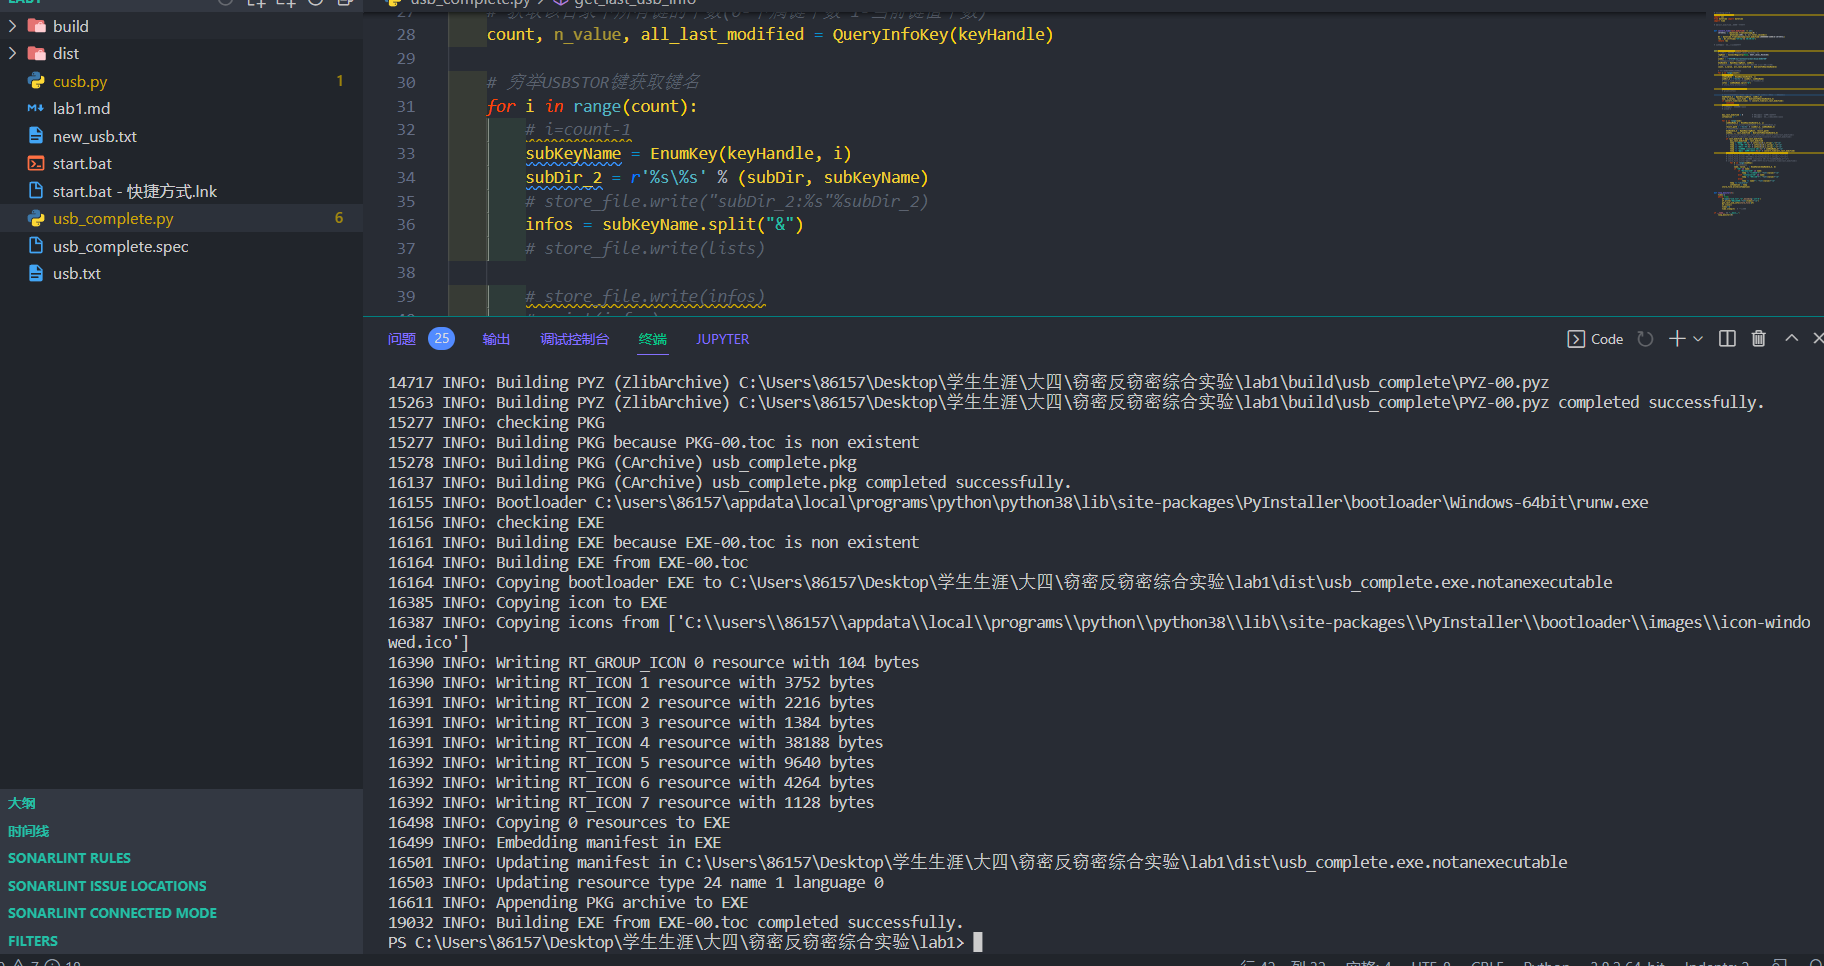 build
dist
cusb.py 1
lab1.md
new_usb.txt
start.bat
start.bat - 快捷方式.lnk
usb_complete.py 6
usb_complete.spec
usb.txt
大纲
时间线
SONARLINT RULES
SONARLINT ISSUE LOCATIONS
SONARLINT CONNECTED MODE
FILTERS
usb_complete.py > get_last_usb_info
28 count, n_value, all_last_modified = QueryInfoKey(keyHandle)
29
30 # 穷举USBSTOR键获取键名
31 for i in range(count):
32 # i=count-1
33 subKeyName = EnumKey(keyHandle, i)
34 subDir_2 = r'%s\%s' % (subDir, subKeyName)
35 # store_file.write("subDir_2:%s"%subDir_2)
36 infos = subKeyName.split("&")
37 # store_file.write(lists)
38
39 # store_file.write(infos)
问题 25 输出 调试控制台 终端 JUPYTER
Code
14717 INFO: Building PYZ (ZlibArchive) C:\Users\86157\Desktop\学生生涯\大四\窃密反窃密综合实验\lab1\build\usb_complete\PYZ-00.pyz
15263 INFO: Building PYZ (ZlibArchive) C:\Users\86157\Desktop\学生生涯\大四\窃密反窃密综合实验\lab1\build\usb_complete\PYZ-00.pyz completed successfully.
15277 INFO: checking PKG
15277 INFO: Building PKG because PKG-00.toc is non existent
15278 INFO: Building PKG (CArchive) usb_complete.pkg
16137 INFO: Building PKG (CArchive) usb_complete.pkg completed successfully.
16155 INFO: Bootloader C:\users\86157\appdata\local\programs\python\python38\lib\site-packages\PyInstaller\bootloader\Windows-64bit\runw.exe
16156 INFO: checking EXE
16161 INFO: Building EXE because EXE-00.toc is non existent
16164 INFO: Building EXE from EXE-00.toc
16164 INFO: Copying bootloader EXE to C:\Users\86157\Desktop\学生生涯\大四\窃密反窃密综合实验\lab1\dist\usb_complete.exe.notanexecutable
16385 INFO: Copying icon to EXE
16387 INFO: Copying icons from ['C:\\users\\86157\\appdata\\local\\programs\\python\\python38\\lib\\site-packages\\PyInstaller\\bootloader\\images\\icon-windo
wed.ico']
16390 INFO: Writing RT_GROUP_ICON 0 resource with 104 bytes
16390 INFO: Writing RT_ICON 1 resource with 3752 bytes
16391 INFO: Writing RT_ICON 2 resource with 2216 bytes
16391 INFO: Writing RT_ICON 3 resource with 1384 bytes
16391 INFO: Writing RT_ICON 4 resource with 38188 bytes
16392 INFO: Writing RT_ICON 5 resource with 9640 bytes
16392 INFO: Writing RT_ICON 6 resource with 4264 bytes
16392 INFO: Writing RT_ICON 7 resource with 1128 bytes
16498 INFO: Copying 0 resources to EXE
16499 INFO: Embedding manifest in EXE
16501 INFO: Updating manifest in C:\Users\86157\Desktop\学生生涯\大四\窃密反窃密综合实验\lab1\dist\usb_complete.exe.notanexecutable
16503 INFO: Updating resource type 24 name 1 language 0
16611 INFO: Appending PKG archive to EXE
19032 INFO: Building EXE from EXE-00.toc completed successfully.
PS C:\Users\86157\Desktop\学生生涯\大四\窃密反窃密综合实验\lab1>